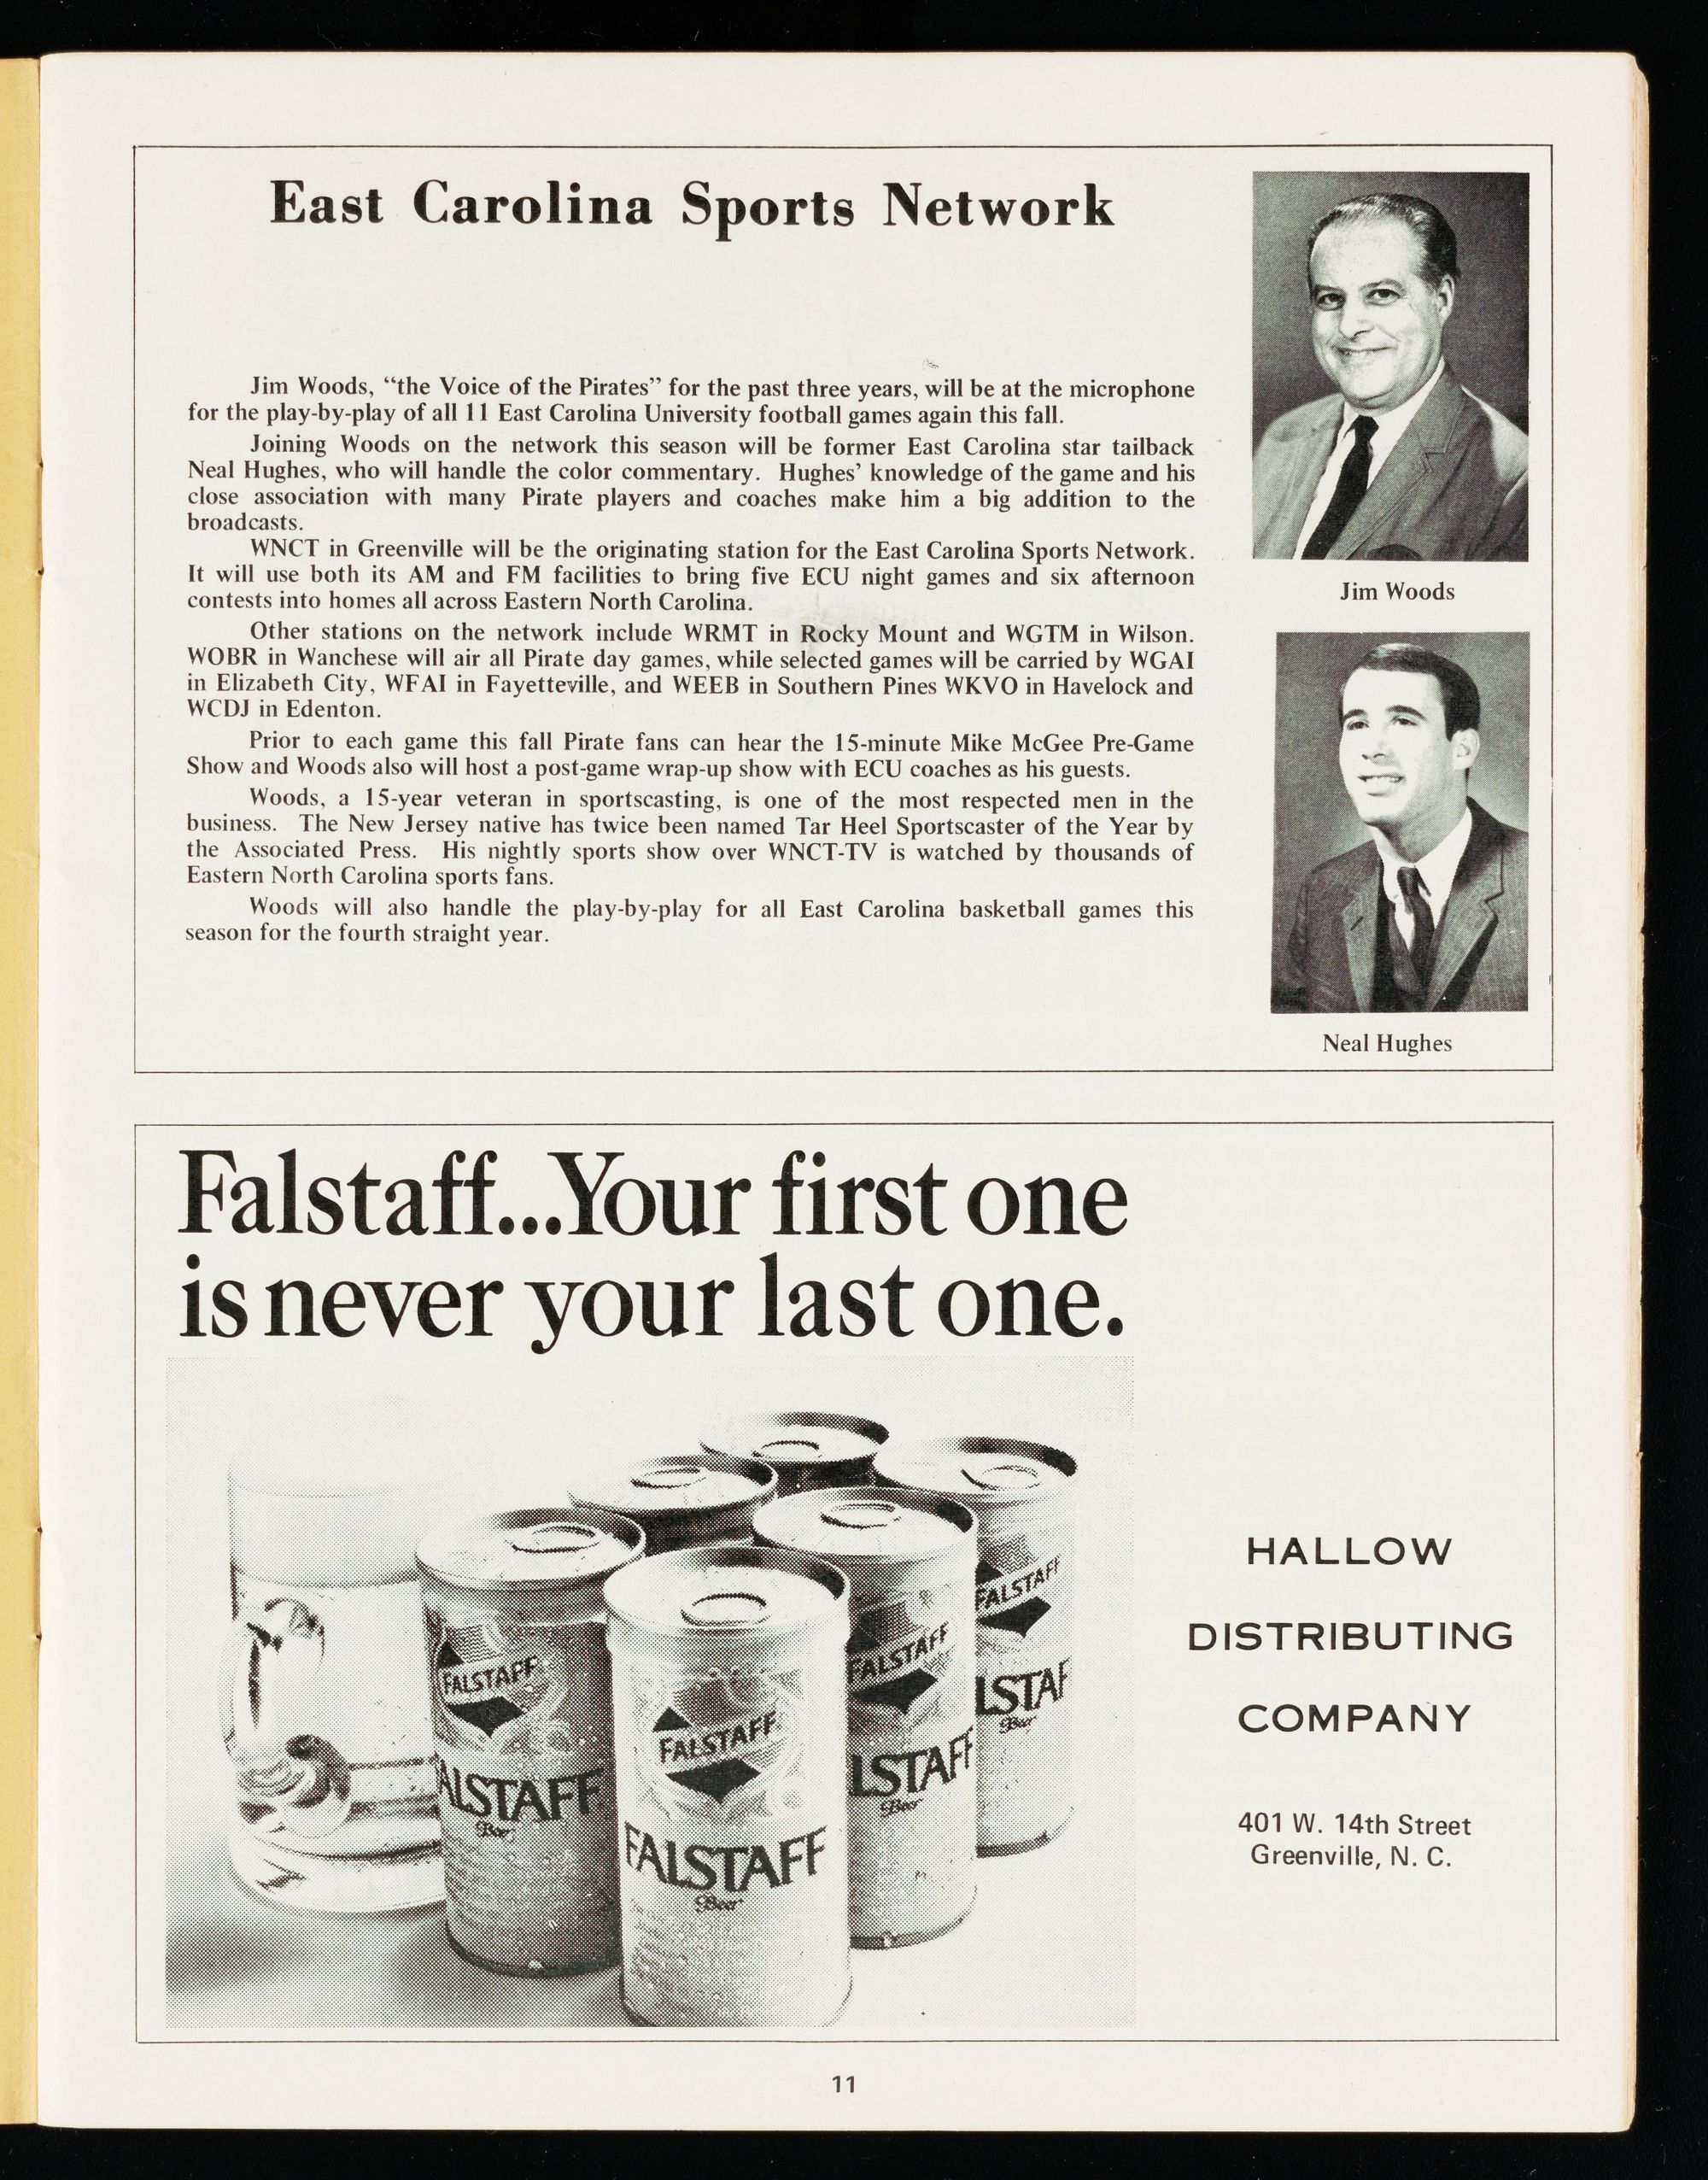 East Carolina Sports Network
Jim Woods, “the Voice of the Pirates” for the past three years, will be at the microphone
for the play-by-play of all 11 East Carolina University football games again this fall.
Joining Woods on the network this season will be former East Carolina star tailback
Neal Hughes, who will handle the color commentary. Hughes’ knowledge of the game and his
close association with many Pirate players and coaches make him a big addition to the
broadcasts.
WNCT in Greenville will be the originating station for the East Carolina Sports Network.
It will use both its AM and FM facilities to bring five ECU night games and six afternoon
contests into homes all across Eastern North Carolina.
Other stations on the network include WRMT in Rocky Mount and WGTM in Wilson.
WOBR in Wanchese will air all Pirate day games, while selected games will be carried by WGAI
in Elizabeth City, WFAI in Fayetteville, and WEEB in Southern Pines WKVO in Havelock and
WCDJ in Edenton.
Prior to each game this fall Pirate fans can hear the 15-minute Mike McGee Pre-Game
Show and Woods also will host a post-game wrap-up show with ECU coaches as his guests.
Woods, a 15-year veteran in sportscasting, is one of the most respected men in the
business. The New Jersey native has twice been named Tar Heel Sportscaster of the Year by
the Associated Press. His nightly sports show over WNCT-TV is watched by thousands of
Eastern North Carolina sports fans.
Woods will also handle the play-by-play for all East Carolina basketball games this
season for the fourth straight year.
Jim Woods
Neal Hughes
Falstaff...Your first one
is never your last one.
FALSTAFF
FALSTAFF
FALSTAFF
FALSTAFF
ALSTAFF
Beer
FALSTAFF
Beer
LSTAFF
Beer
LSTAF
Beer
HALLOW
DISTRIBUTING
COMPANY
401 W. 14th Street
Greenville, N. C.
11